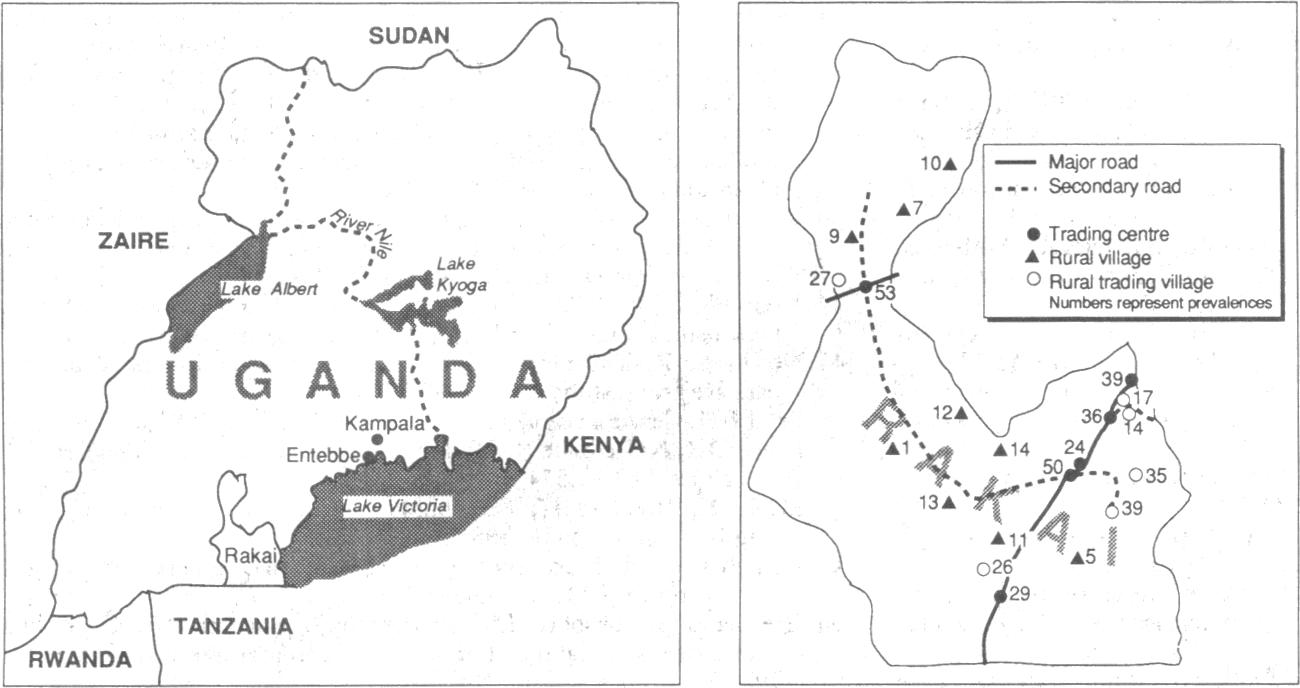 SUDAN
ZAIRE
River Nile
Lake Albert
Lake
Kyoga
UGANDA
Kampala
Entebbe
KENYA
Lake Victoria
Rakai
TANZANIA
RWANDA
Major road
Secondary road
Trading centre
Rural village
Rural trading village
Numbers represent prevalences
10
7
9
27
53
39
17
12
36
14
1
14
24
50
35
13
39
11
5
26
29
RAKAI